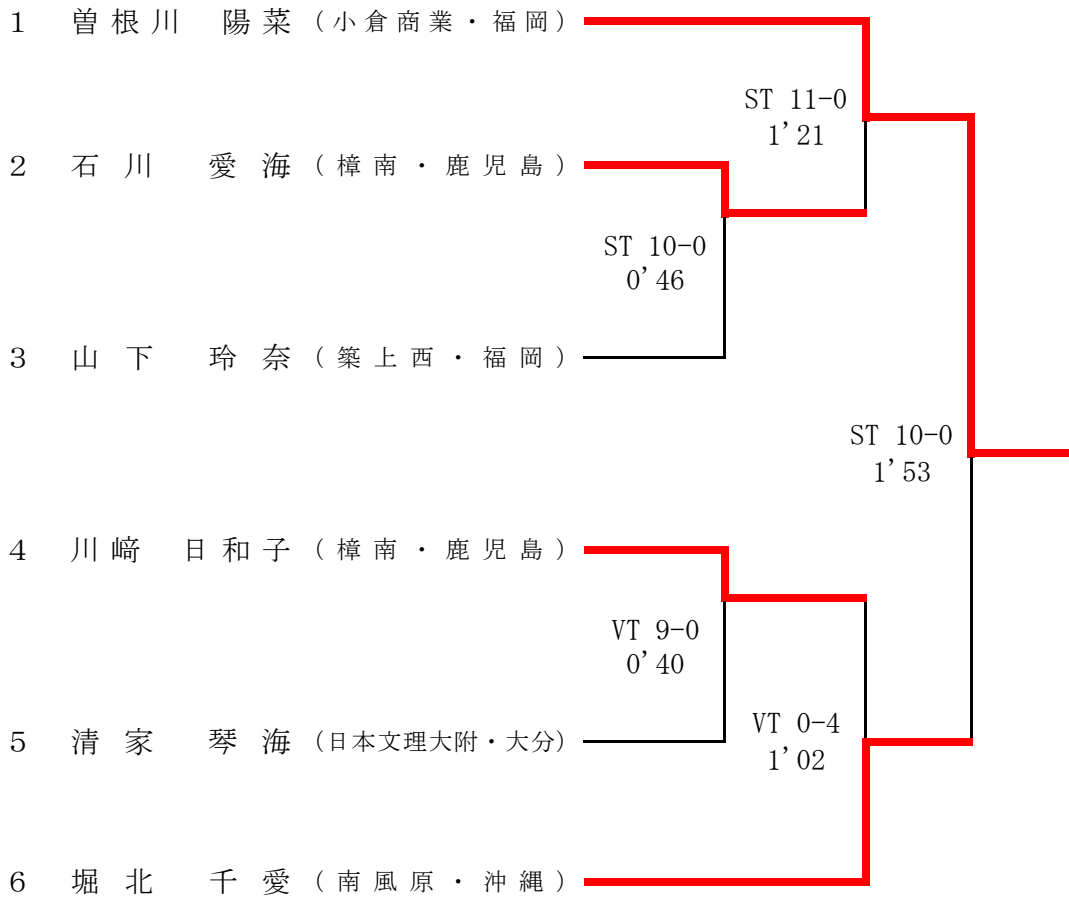 1 曽根川 陽菜 (小倉商業・福岡)
ST 11-0
1'21
2 石川 愛海 (樟南・鹿児島)
ST 10-0
0'46
3 山下 玲奈 (築上西・福岡)
ST 10-0
1'53
4 川﨑 日和子 (樟南・鹿児島)
VT 9-0
0'40
5 清家 琴海 (日本文理大附・大分)
VT 0-4
1'02
6 堀北 千愛 (南風原・沖縄)